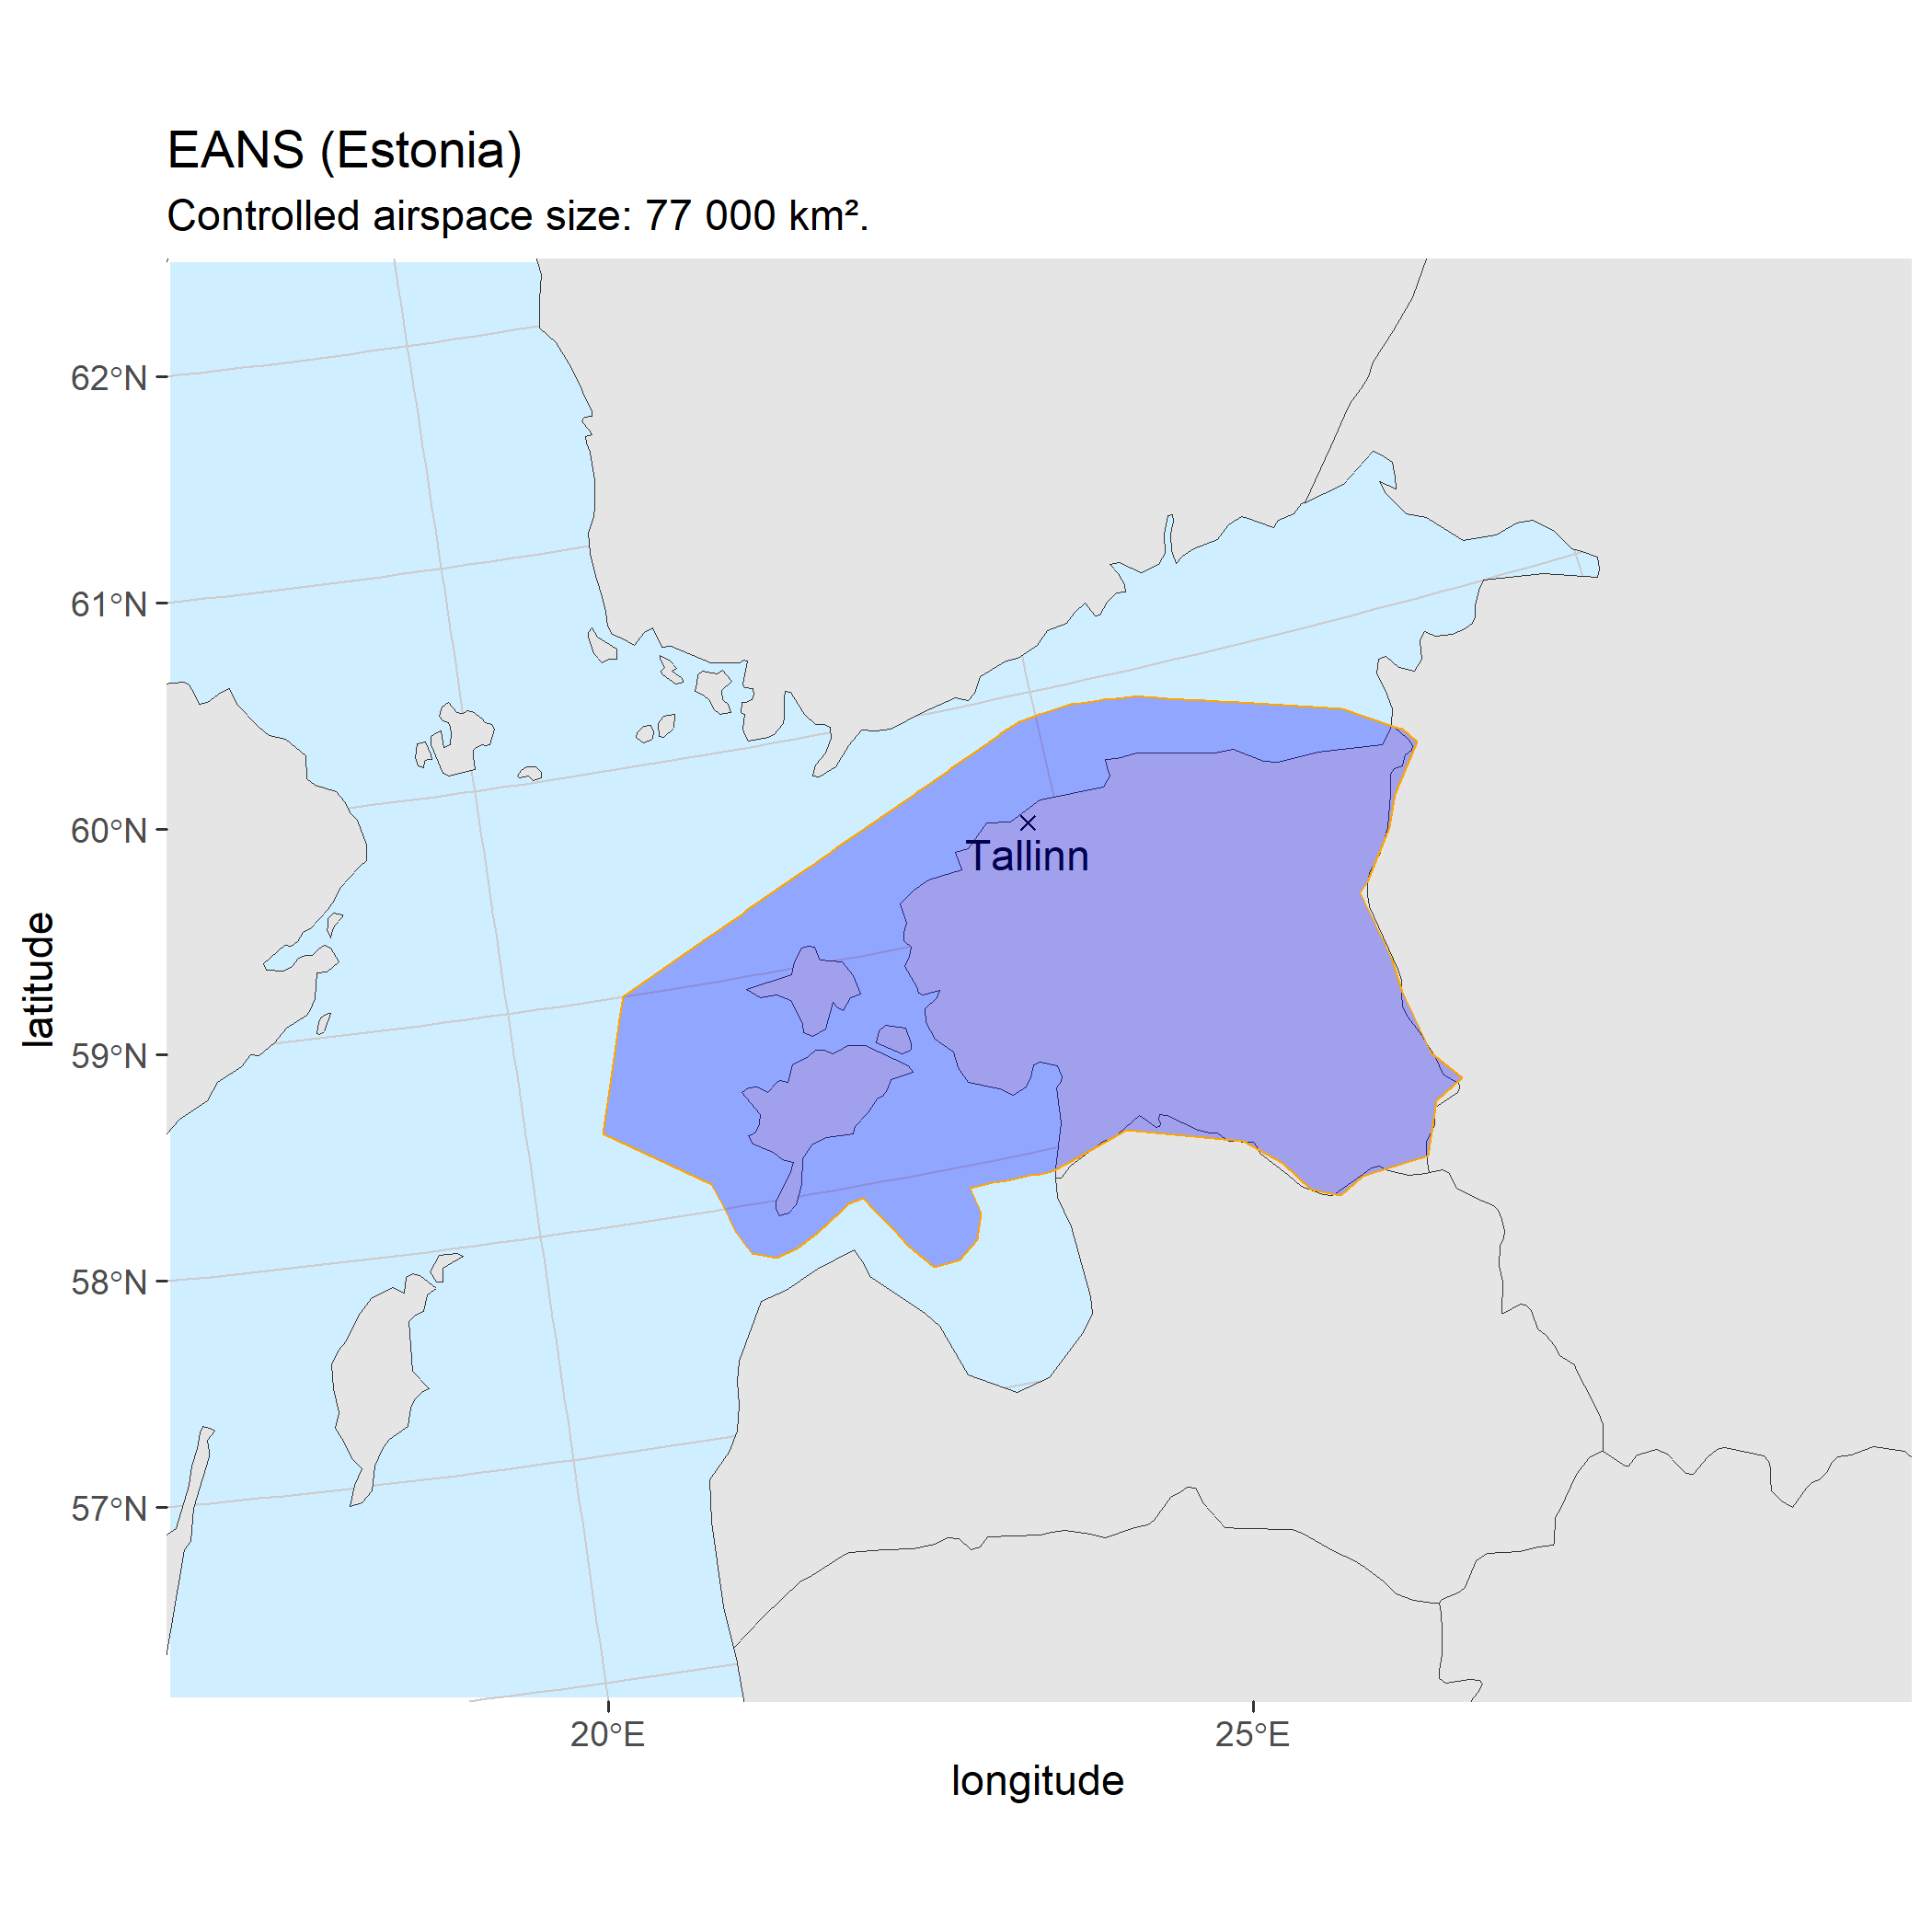 EANS (Estonia)
Controlled airspace size: 77 000 km².
62°N
61°N
60°N
59°N
58°N
57°N
latitude
Tallinn
20°E
25°E
longitude